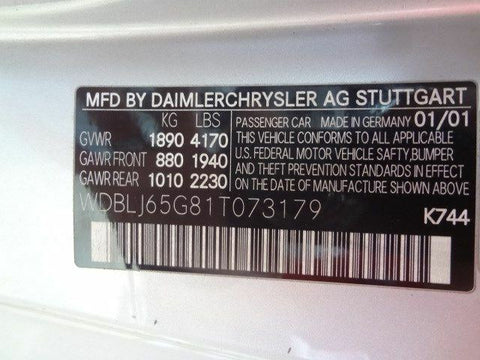 MFD BY DAIMLERCHRYSLER AG STUTTGART
KG LBS
GVWR 1890 4170
GAWR FRONT 880 1940
GAWR REAR 1010 2230
PASSENGER CAR MADE IN GERMANY 01/01
THIS VEHICLE CONFORMS TO ALL APPLICABLE
U.S. FEDERAL MOTOR VEHICLE SAFTY,BUMPER
AND THEFT PREVENTION STANDARDS IN
EFFECT ON THE DATE OF MANUFACTURE
SHOWN ABOVE
WDBLJ65G81T073179
K744